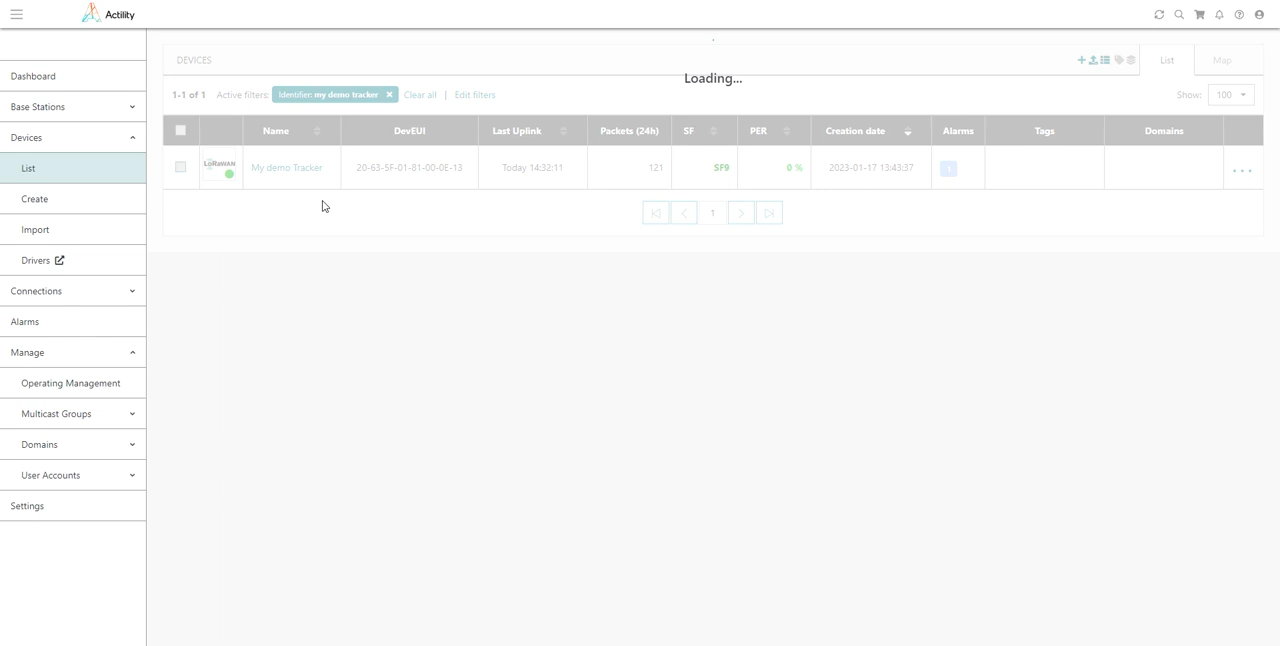 Actility
Dashboard
Base Stations
Devices
List
Create
Import
Drivers
Connections
Alarms
Manage
Operating Management
Multicast Groups
Domains
User Accounts
Settings
DEVICES
List
Map
Loading...
1-1 of 1 Active filters: Identifier: my demo tracker Clear all | Edit filters
Show: 100
Name DevEUI Last Uplink Packets (24h) SF PER Creation date Alarms Tags Domains
LoRaWAN My demo Tracker 20-63-5F-01-81-00-0E-13 Today 14:32:11 121 SF9 0 % 2023-01-17 13:43:37 1 ...
1